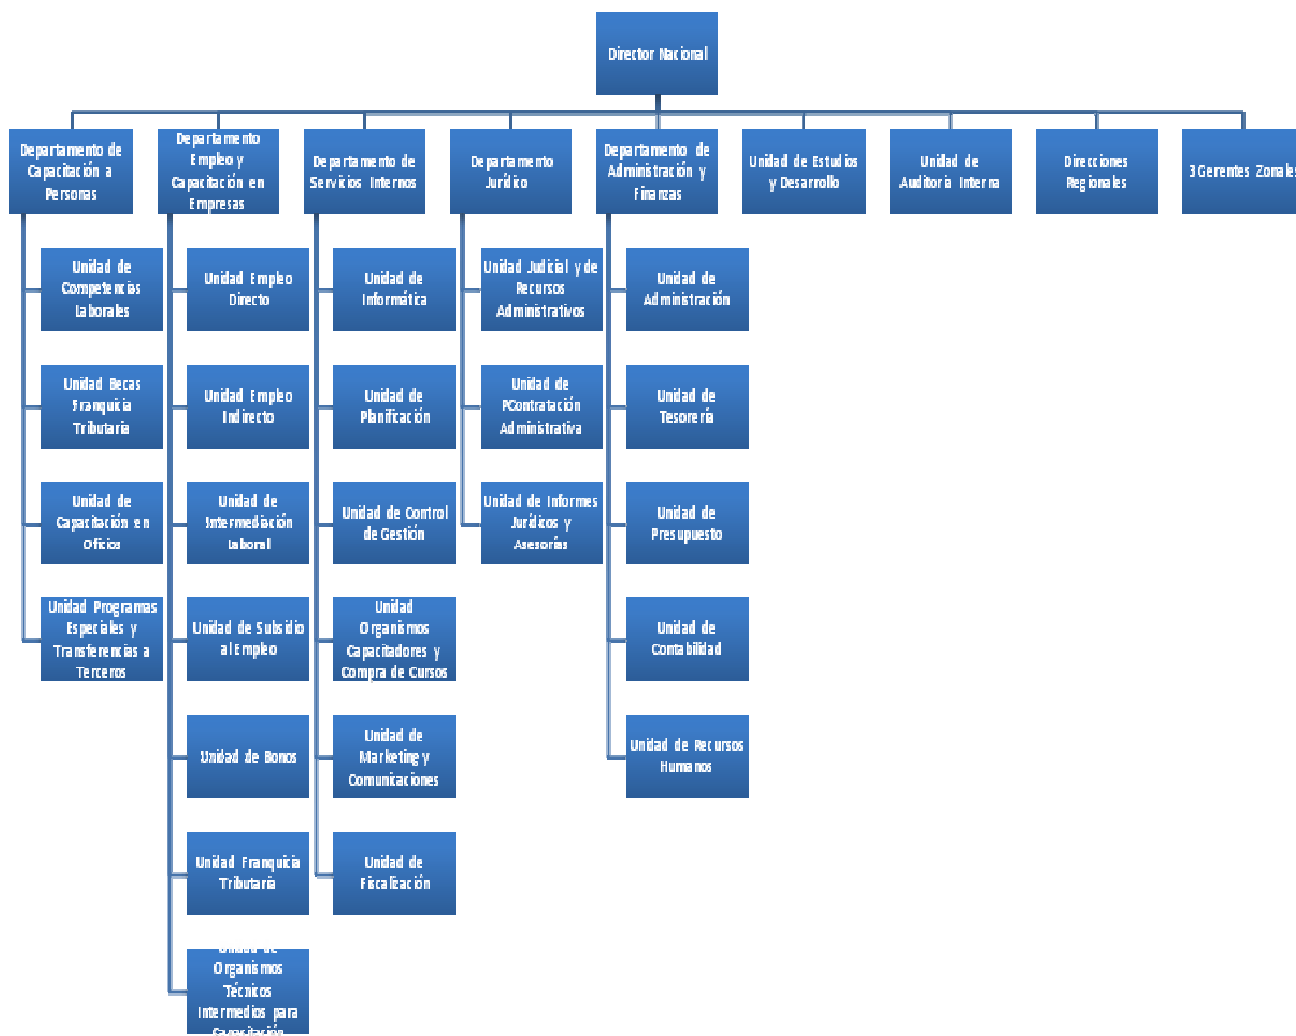 Director Nacional
Departamento de
Capacitación a
Personas
Departamento
Empleo y
Capacitación en
Empresas
Departamento de
Servicios Internos
Departamento
Jurídico
Departamento de
Administración y
Finanzas
Unidad de Estudios
y Desarrollo
Unidad de
Auditoria Interna
Direcciones
Regionales
3 Gerentes Zonales
Unidad de
Competencias
Laborales
Unidad Becas
Franquicia
Tributaria
Unidad de
Capacitación en
Oficios
Unidad Programas
Especiales y
Transferencias a
Terceros
Unidad Empleo
Directo
Unidad Empleo
Indirecto
Unidad de
Intermediación
Laboral
Unidad de Subsidio
al Empleo
Unidad de Bonos
Unidad Franquicia
Tributaria
Unidad de
Organismos
Técnicos
Intermedios para
Capacitación
Unidad de
Informática
Unidad de
Planificación
Unidad de Control
de Gestión
Unidad
Organismos
Capacitadores y
Compra de Cursos
Unidad de
Marketing y
Comunicaciones
Unidad de
Fiscalización
Unidad Judicial y de
Recursos
Administrativos
Unidad de
PContratación
Administrativa
Unidad de Informes
Jurídicos y
Asesorías
Unidad de
Administración
Unidad de
Tesorería
Unidad de
Presupuesto
Unidad de
Contabilidad
Unidad de Recursos
Humanos